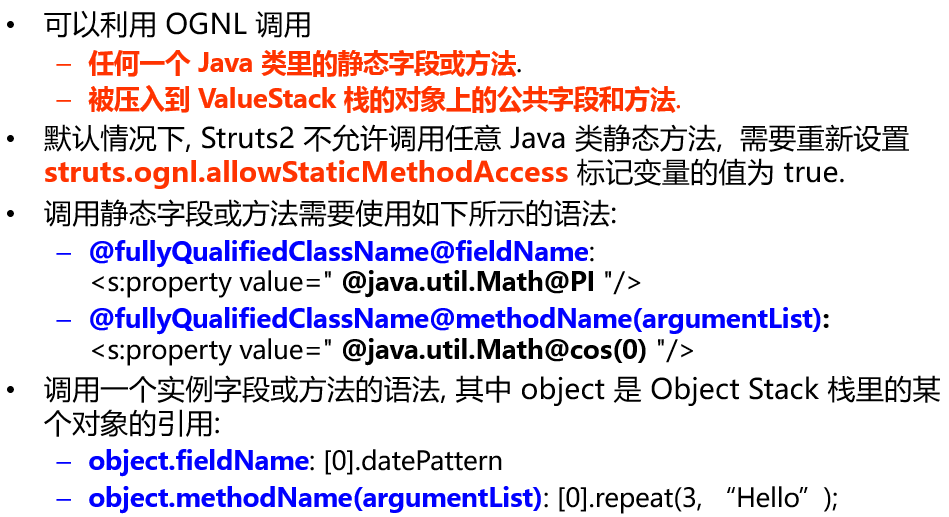 • 可以利用 OGNL 调用
– 任何一个 Java 类里的静态字段或方法.
– 被压入到 ValueStack 栈的对象上的公共字段和方法.
• 默认情况下, Struts2 不允许调用任意 Java 类静态方法, 需要重新设置
struts.ognl.allowStaticMethodAccess 标记变量的值为 true.
• 调用静态字段或方法需要使用如下所示的语法:
– @fullyQualifiedClassName@fieldName:
<s:property value=" @java.util.Math@PI "/>
– @fullyQualifiedClassName@methodName(argumentList):
<s:property value=" @java.util.Math@cos(0) "/>
• 调用一个实例字段或方法的语法, 其中 object 是 Object Stack 栈里的某
个对象的引用:
– object.fieldName: [0].datePattern
– object.methodName(argumentList): [0].repeat(3, “Hello”);